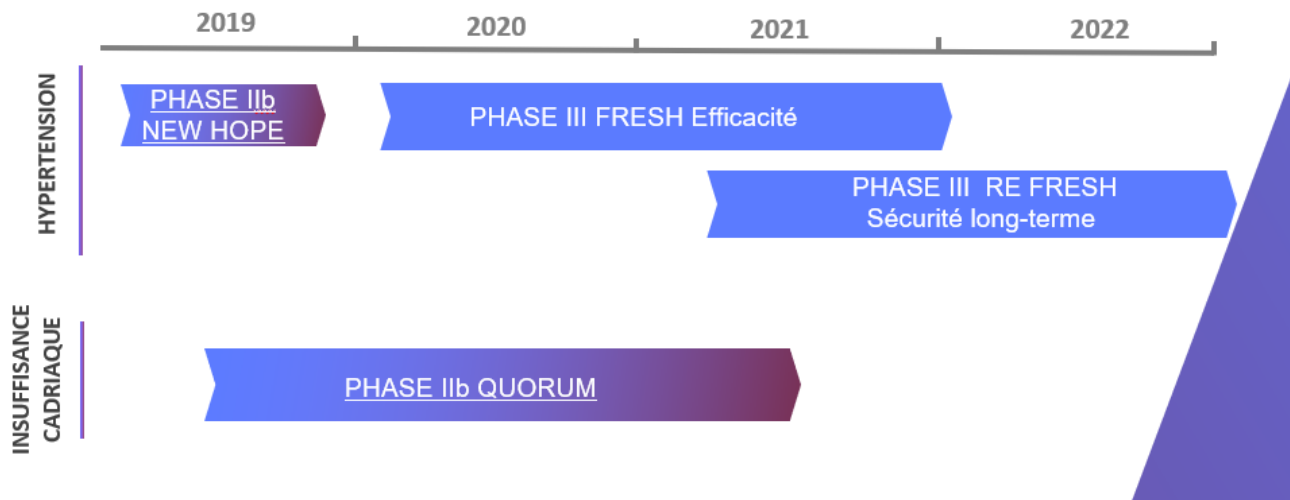 2019
2020
2021
2022
HYPERTENSION
PHASE IIb
NEW HOPE
PHASE III FRESH Efficacité
PHASE III  RE FRESH
Sécurité long-terme
INSUFFISANCE
CADRIAQUE
PHASE IIb QUORUM